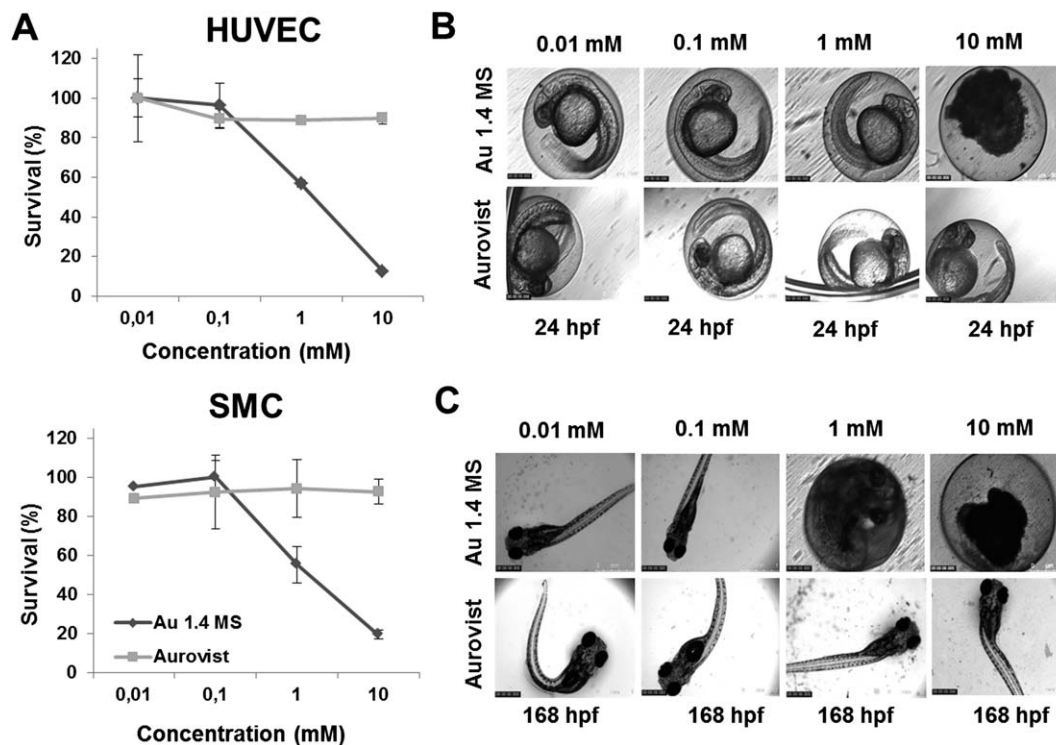 A
HUVEC
Survival (%)
120
100
80
60
40
20
0
0,01 0,1 1 10
Concentration (mM)
SMC
Survival (%)
120
100
80
60
40
20
0
Au 1.4 MS
Aurovist
0,01 0,1 1 10
Concentration (mM)
B
0.01 mM 0.1 mM 1 mM 10 mM
Au 1.4 MS
Aurovist
24 hpf 24 hpf 24 hpf 24 hpf
C
0.01 mM 0.1 mM 1 mM 10 mM
Au 1.4 MS
Aurovist
168 hpf 168 hpf 168 hpf 168 hpf